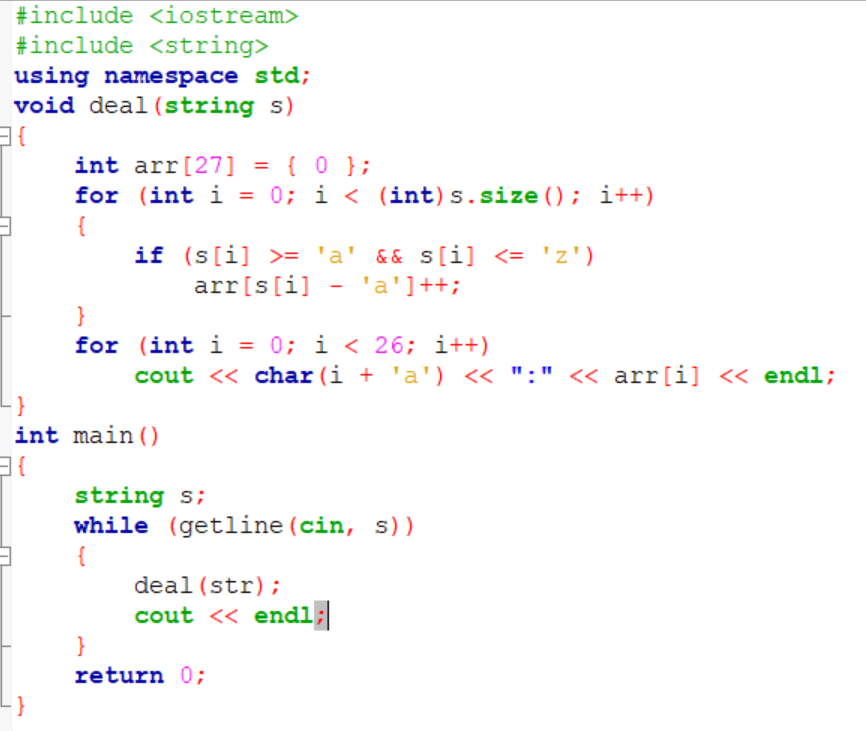 #include <iostream>
#include <string>
using namespace std;
void deal(string s)
{
    int arr[27] = { 0 };
    for (int i = 0; i < (int)s.size(); i++)
    {
        if (s[i] >= 'a' && s[i] <= 'z')
            arr[s[i] - 'a']++;
    }
    for (int i = 0; i < 26; i++)
        cout << char(i + 'a') << ":" << arr[i] << endl;
}
int main()
{
    string s;
    while (getline(cin, s))
    {
        deal(str);
        cout << endl;
    }
    return 0;
}